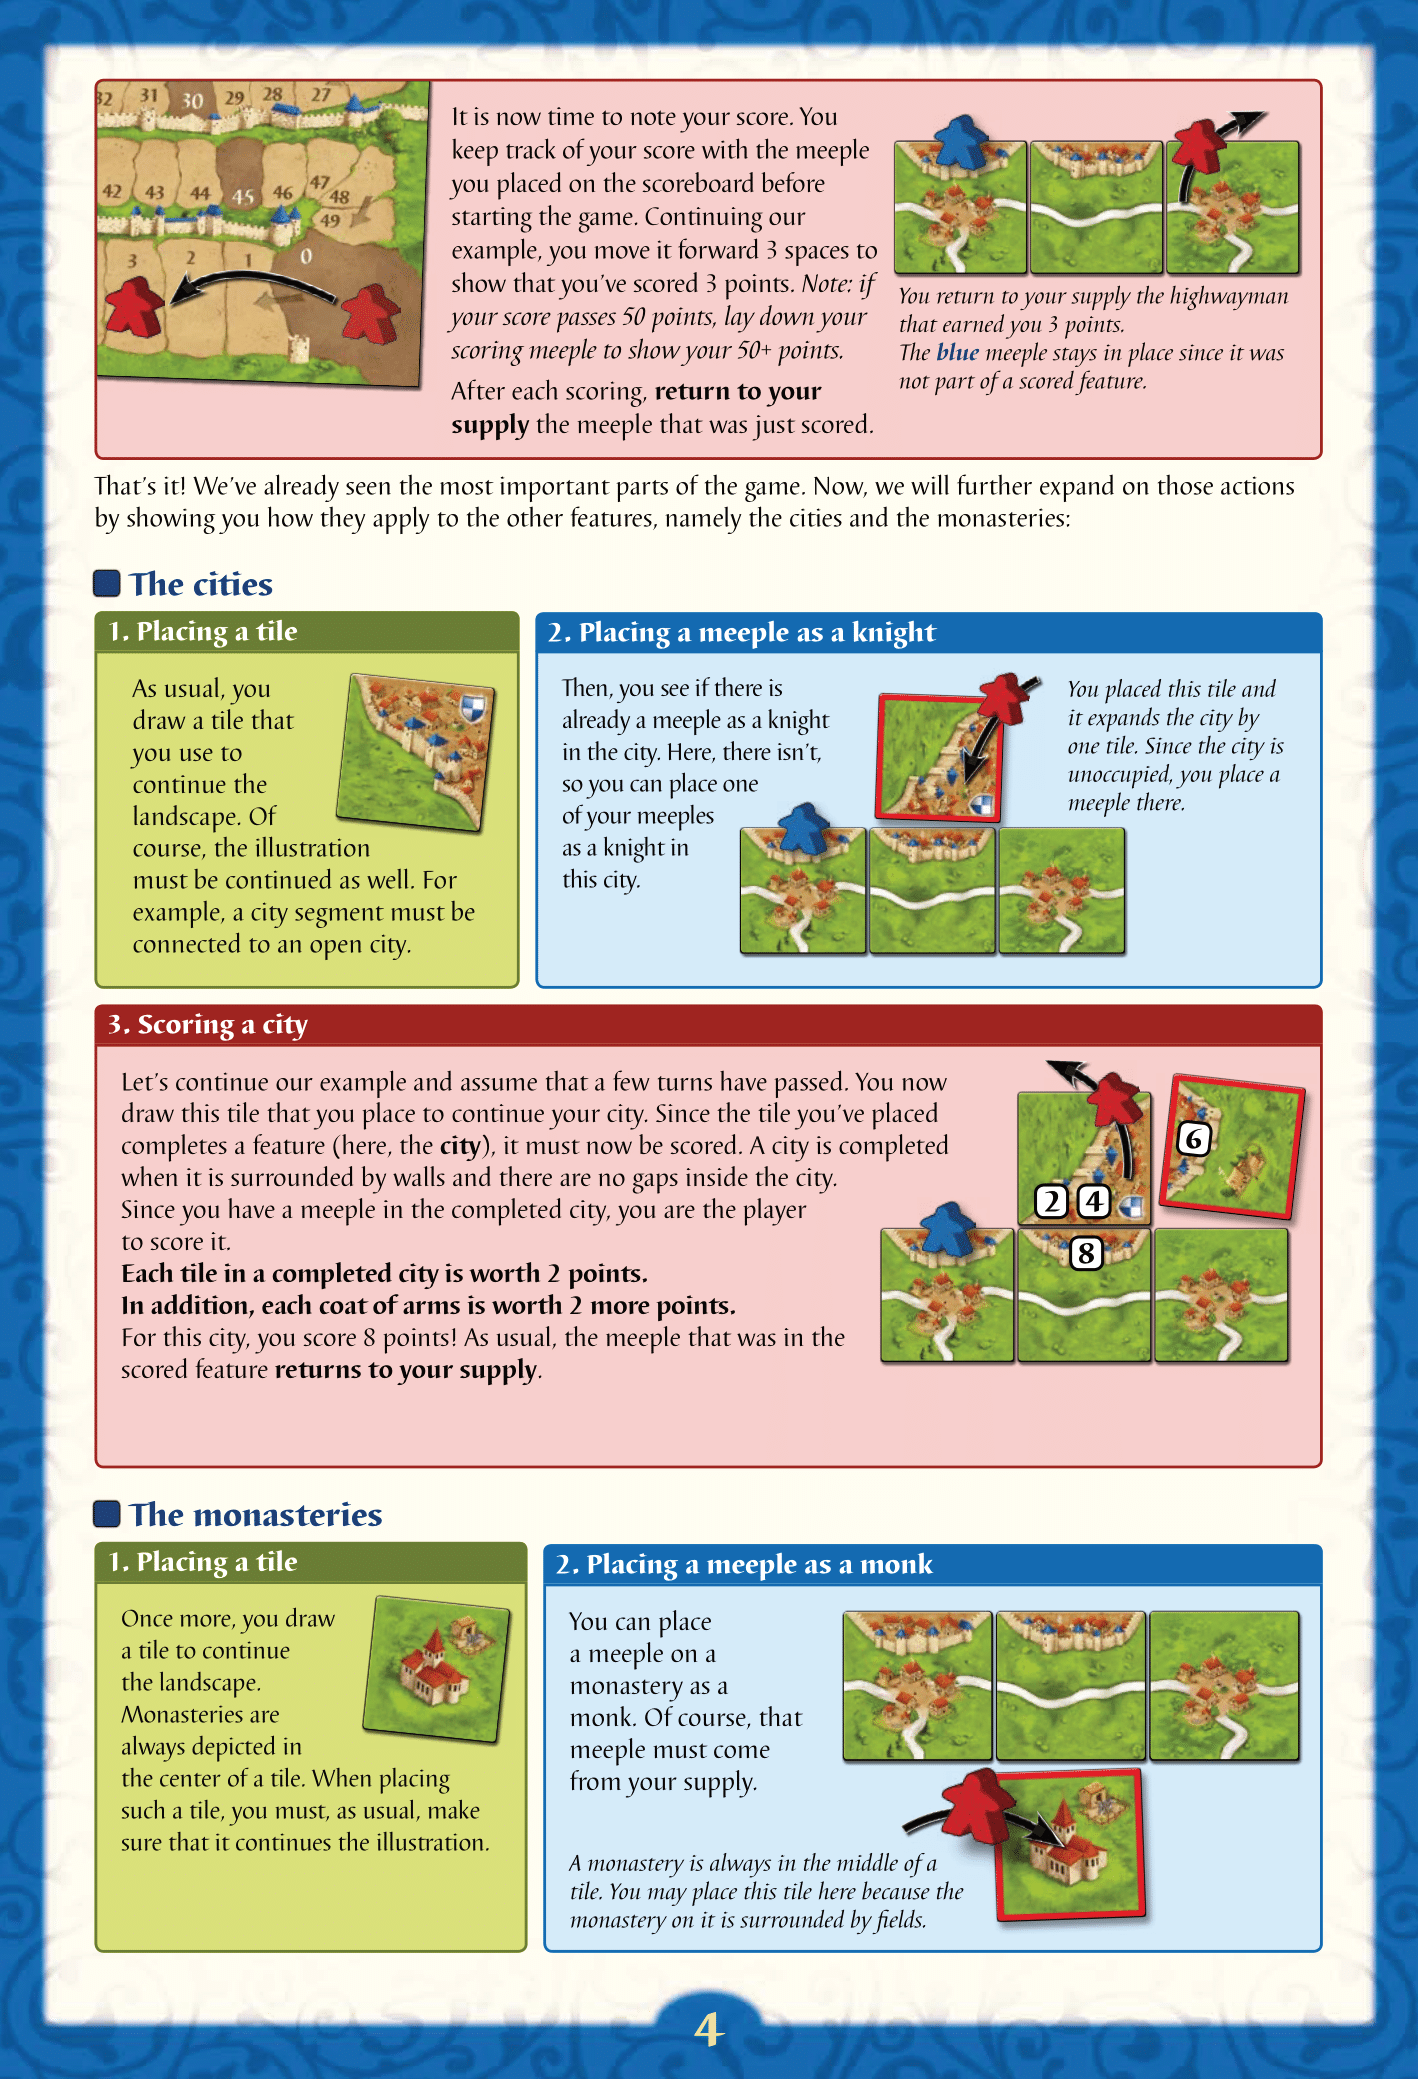 32 31 30 29 28 27
42 43 44 45 46 47 48
49
3 2 1 0
It is now time to note your score. You
keep track of your score with the meeple
you placed on the scoreboard before
starting the game. Continuing our
example, you move it forward 3 spaces to
show that you've scored 3 points. Note: if
your score passes 50 points, lay down your
scoring meeple to show your 50+ points.
After each scoring, return to your
supply the meeple that was just scored.
You return to your supply the highwayman
that earned you 3 points.
The blue meeple stays in place since it was
not part of a scored feature.
That's it! We've already seen the most important parts of the game. Now, we will further expand on those actions
by showing you how they apply to the other features, namely the cities and the monasteries:
The cities
1. Placing a tile
As usual, you
draw a tile that
you use to
continue the
landscape. Of
course, the illustration
must be continued as well. For
example, a city segment must be
connected to an open city.
2. Placing a meeple as a knight
Then, you see if there is
already a meeple as a knight
in the city. Here, there isn't,
so you can place one
of your meeples
as a knight in
this city.
You placed this tile and
it expands the city by
one tile. Since the city is
unoccupied, you place a
meeple there.
3. Scoring a city
Let's continue our example and assume that a few turns have passed. You now
draw this tile that you place to continue your city. Since the tile you've placed
completes a feature (here, the city), it must now be scored. A city is completed
when it is surrounded by walls and there are no gaps inside the city.
Since you have a meeple in the completed city, you are the player
to score it.
Each tile in a completed city is worth 2 points.
In addition, each coat of arms is worth 2 more points.
For this city, you score 8 points! As usual, the meeple that was in the
scored feature returns to your supply.
6
2 4
8
The monasteries
1. Placing a tile
Once more, you draw
a tile to continue
the landscape.
Monasteries are
always depicted in
the center of a tile. When placing
such a tile, you must, as usual, make
sure that it continues the illustration.
2. Placing a meeple as a monk
You can place
a meeple on a
monastery as a
monk. Of course, that
meeple must come
from your supply.
A monastery is always in the middle of a
tile. You may place this tile here because the
monastery on it is surrounded by fields.
4